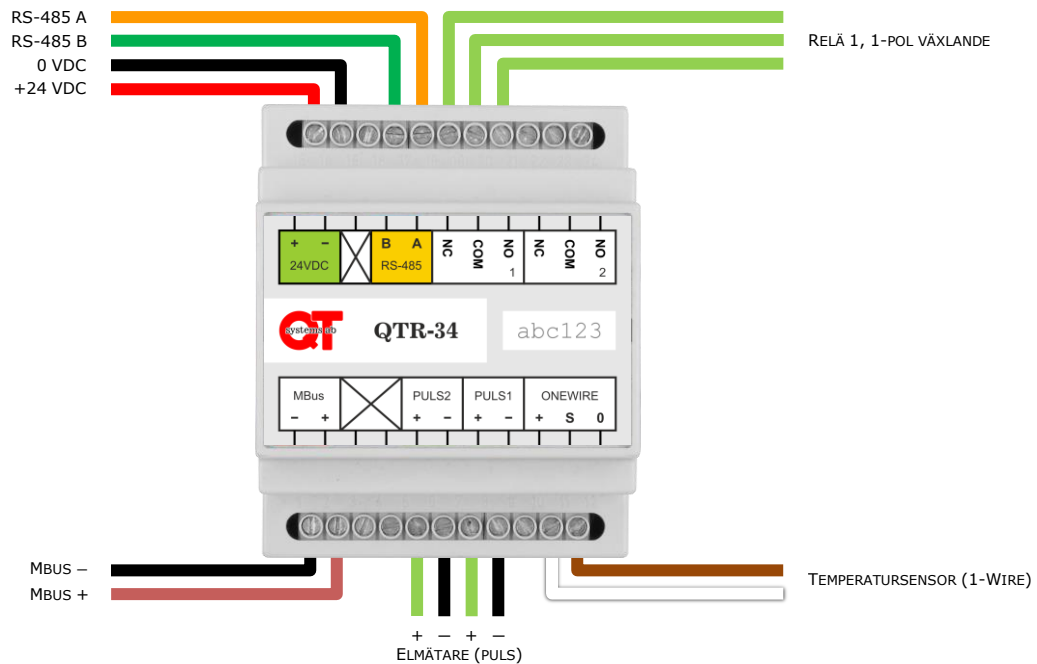 RS-485 A
RS-485 B
0 VDC
+24 VDC
RELÄ 1, 1-POL VÄXLANDE
+ − B A NC COM NO NC COM NO
24VDC RS-485 1 2
QT
systems ab
QTR-34
abc123
MBus PULS2 PULS1 ONEWIRE
− + + − + − + S 0
MBUS −
MBUS +
TEMPERATURSENSOR (1-WIRE)
+ − + −
ELMÄTARE (PULS)